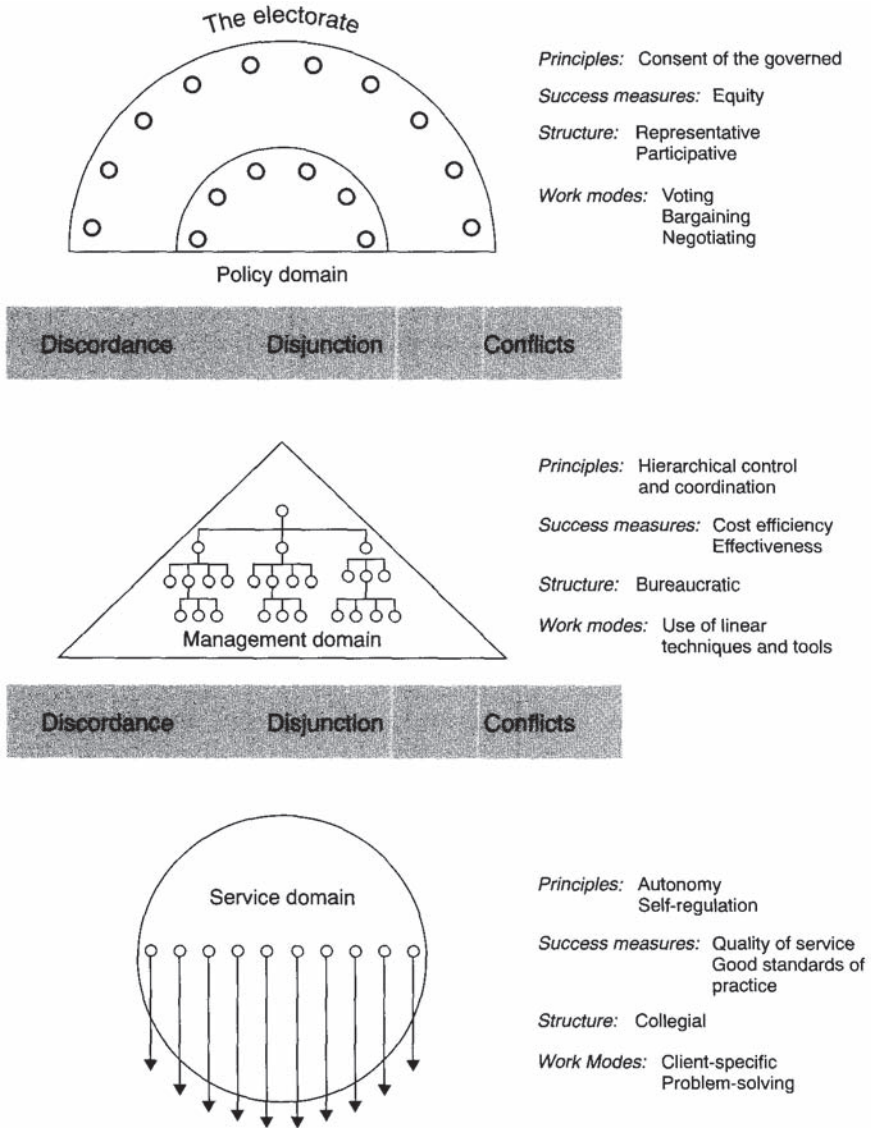 The electorate
Principles: Consent of the governed
Success measures: Equity
Structure: Representative
Participative
Work modes: Voting
Bargaining
Negotiating
Policy domain
Discordance Disjunction Conflicts
Principles: Hierarchical control
and coordination
Success measures: Cost efficiency
Effectiveness
Structure: Bureaucratic
Work modes: Use of linear
techniques and tools
Management domain
Discordance Disjunction Conflicts
Service domain
Principles: Autonomy
Self-regulation
Success measures: Quality of service
Good standards of
practice
Structure: Collegial
Work Modes: Client-specific
Problem-solving